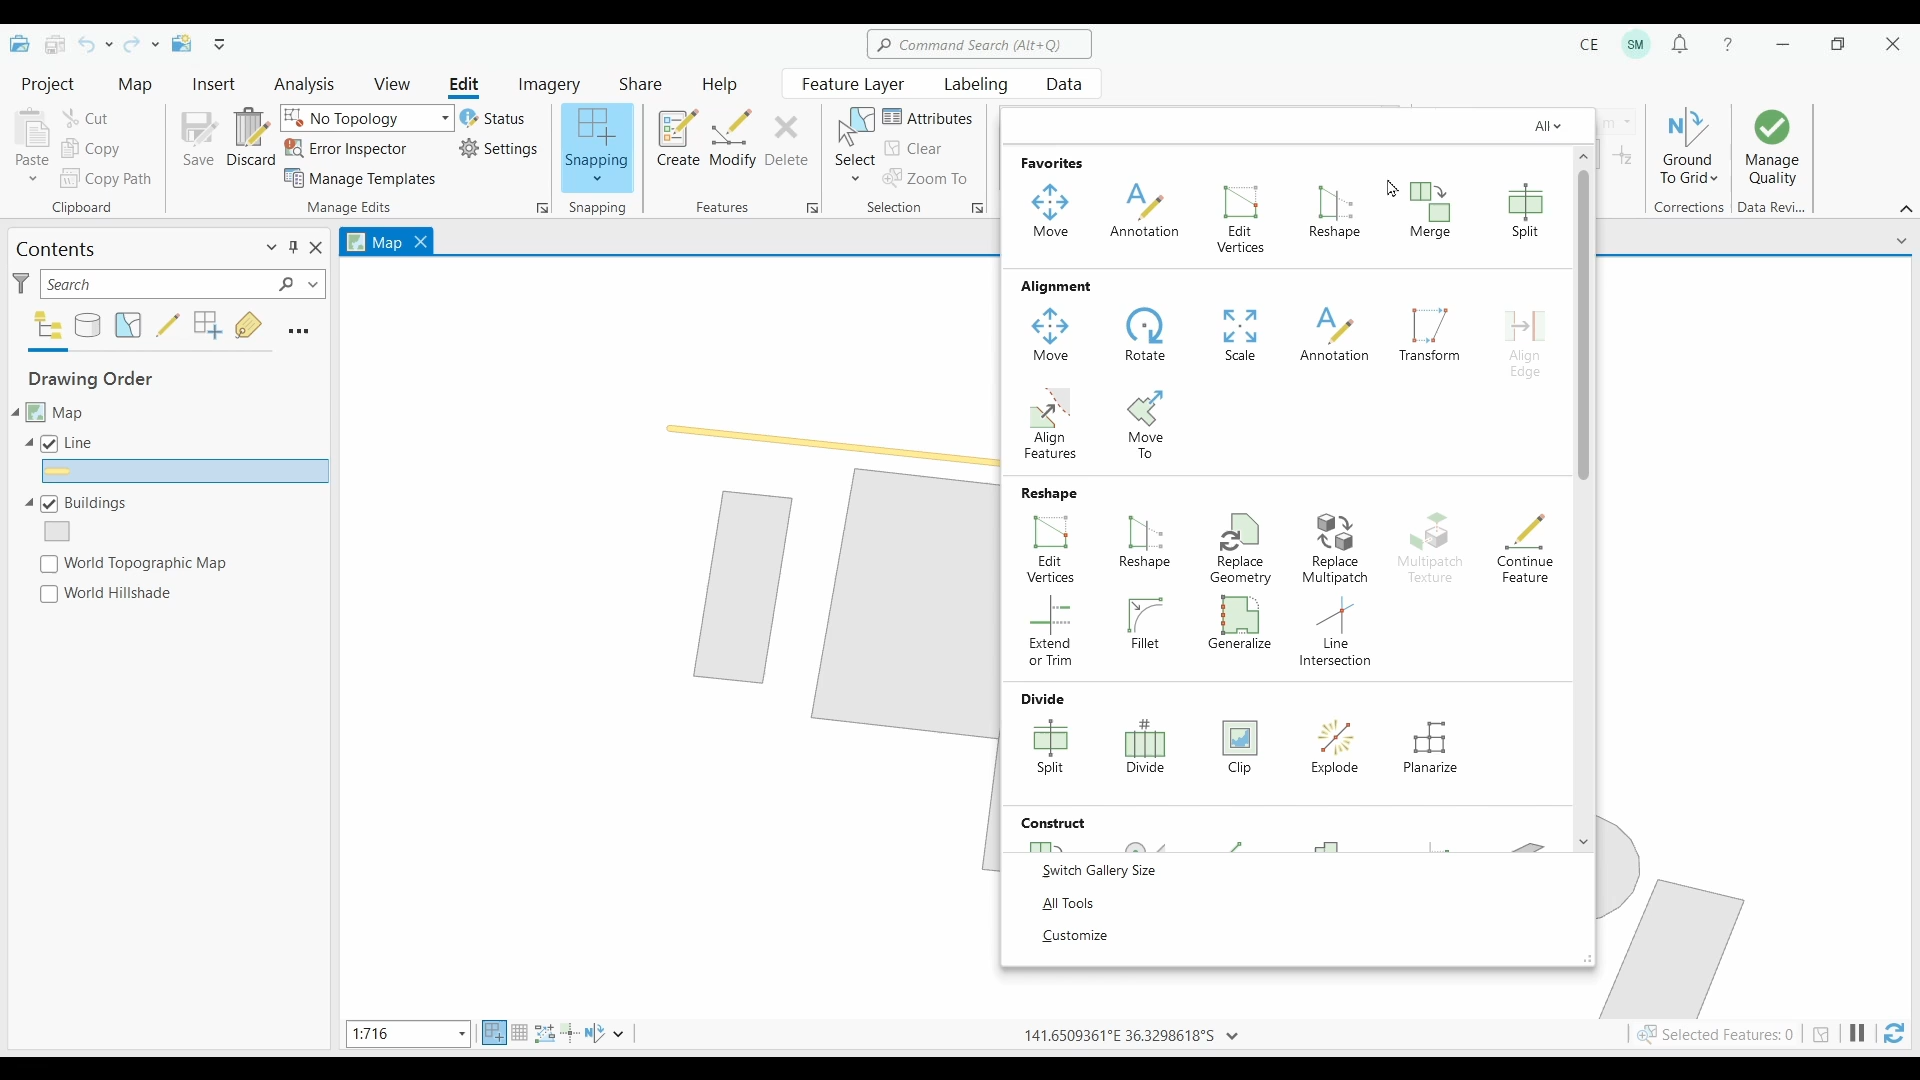 Command Search (Alt+Q)
CE SM
Project Map Insert Analysis View Edit Imagery Share Help Feature Layer Labeling Data
Paste
Cut
Copy
Copy Path
Clipboard
Save
Discard
No Topology
Error Inspector
Manage Templates
Status
Settings
Manage Edits
Snapping
Snapping
Create
Modify
Delete
Features
Select
Attributes
Clear
Zoom To
Selection
All
m
Ground
To Grid
Corrections
Manage
Quality
Data Revi...
Contents
Search
Drawing Order
Map
Line
Buildings
World Topographic Map
World Hillshade
Map
Favorites
Move
Annotation
Edit
Vertices
Reshape
Merge
Split
Alignment
Move
Rotate
Scale
Annotation
Transform
Align
Edge
Align
Features
Move
To
Reshape
Edit
Vertices
Reshape
Replace
Geometry
Replace
Multipatch
Multipatch
Texture
Continue
Feature
Extend
or Trim
Fillet
Generalize
Line
Intersection
Divide
Split
Divide
Clip
Explode
Planarize
Construct
Switch Gallery Size
All Tools
Customize
1:716
141.6509361°E 36.3298618°S
Selected Features: 0